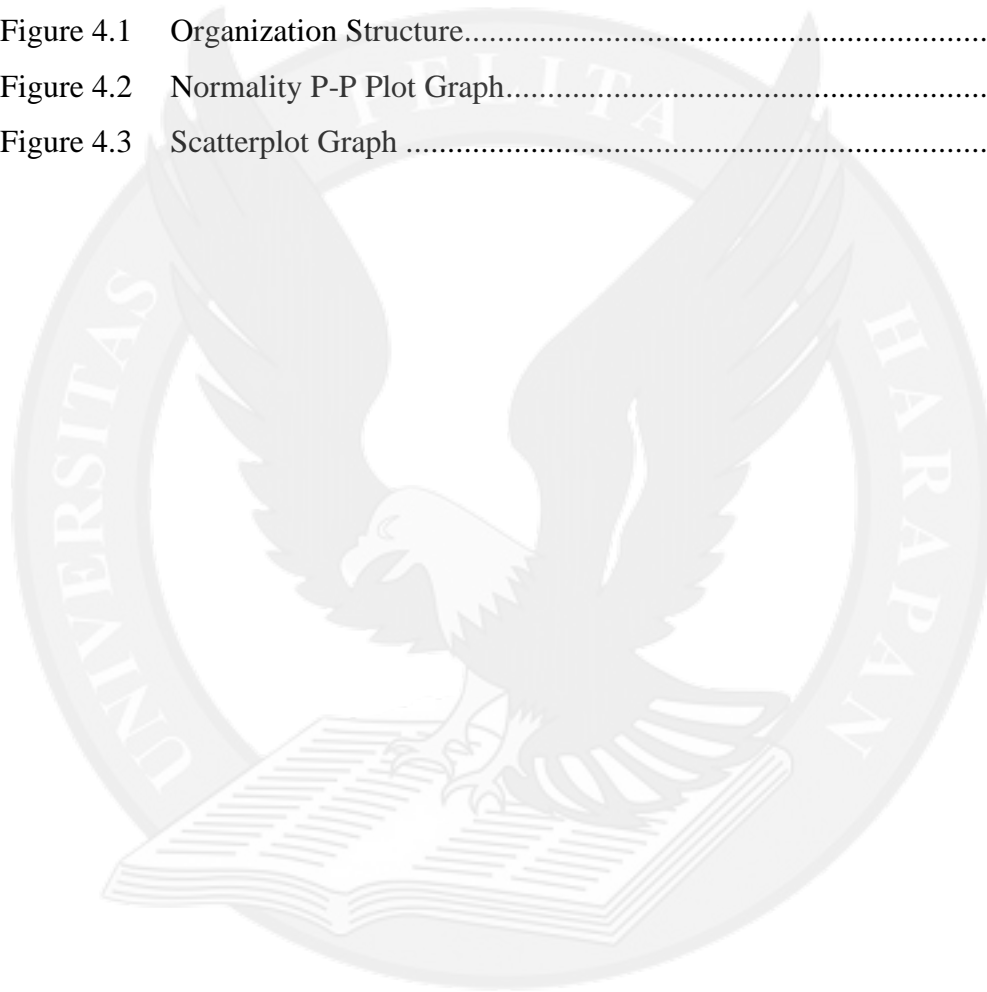 Figure 4.1 Organization Structure................................................................
Figure 4.2 Normality P-P Plot Graph...........................................................
Figure 4.3 Scatterplot Graph .......................................................................
UNIVERSITAS PELITA HARAPAN